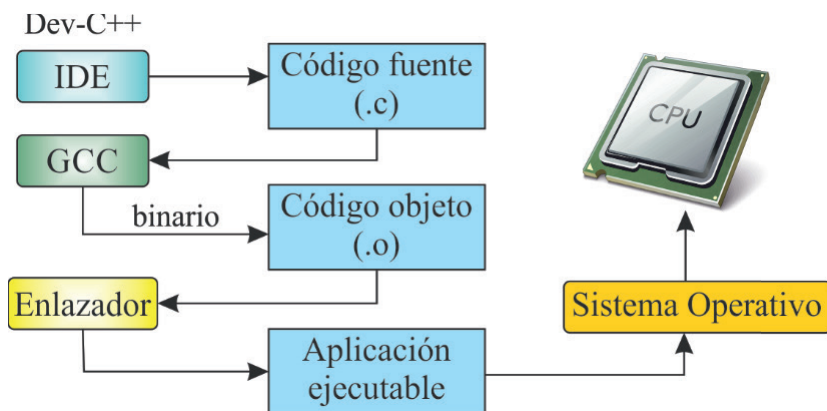 Dev-C++
IDE
Código fuente
(.c)
CPU
GCC
binario
Código objeto
(.o)
Enlazador
Sistema Operativo
Aplicación
ejecutable